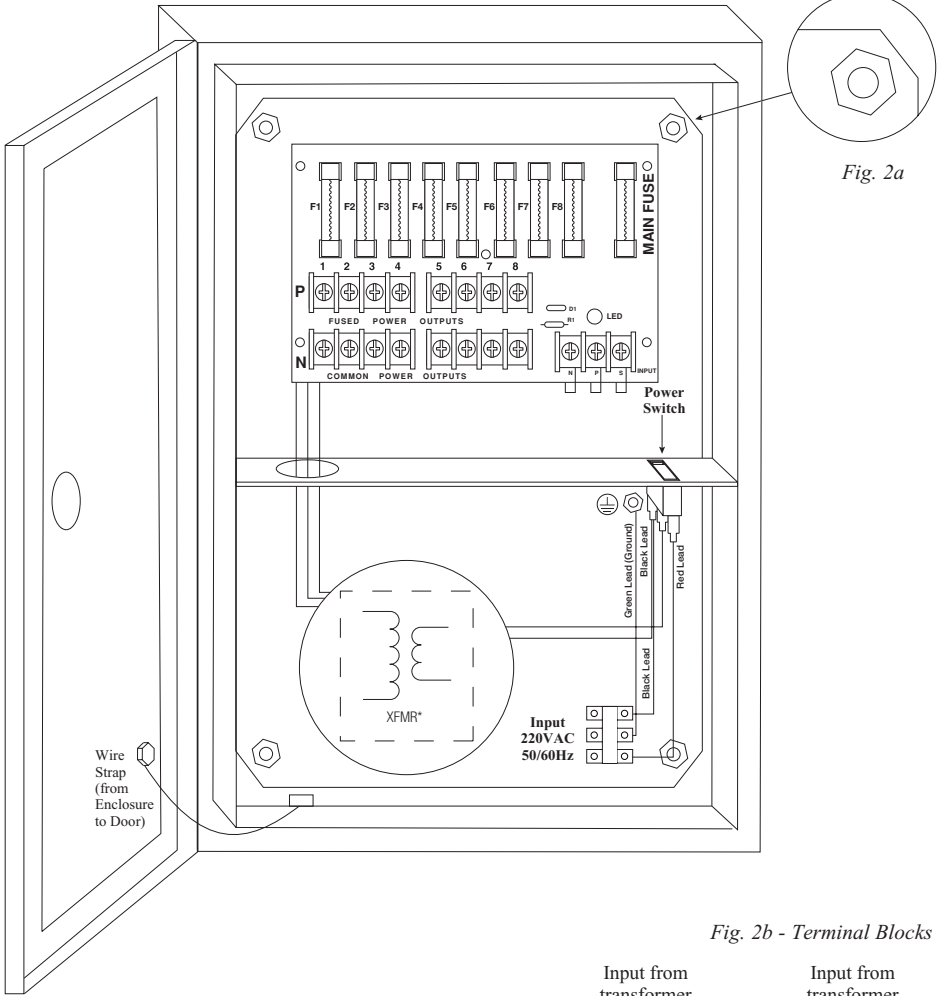 Fig. 2a
F1 F2 F3 F4 F5 F6 F7 F8
MAIN FUSE
1 2 3 4 5 6 7 8
P
FUSED POWER OUTPUTS
D1
R1
LED
N
COMMON POWER OUTPUTS
N P S
INPUT
Power
Switch
Green Lead (Ground)
Black Lead
Red Lead
Black Lead
XFMR*
Input
220VAC
50/60Hz
Wire
Strap
(from
Enclosure
to Door)
Fig. 2b - Terminal Blocks
Input from
transformer
Input from
transformer